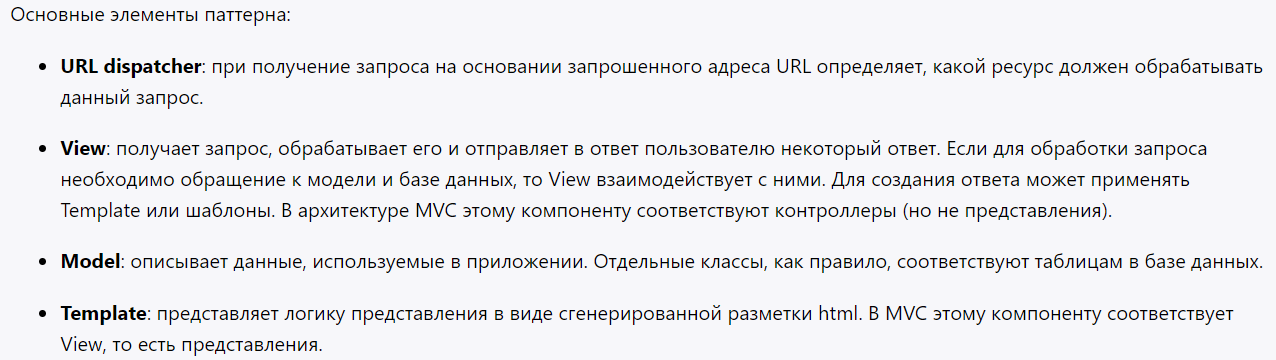 Основные элементы паттерна:
• URL dispatcher: при получение запроса на основании запрошенного адреса URL определяет, какой ресурс должен обрабатывать
данный запрос.
• View: получает запрос, обрабатывает его и отправляет в ответ пользователю некоторый ответ. Если для обработки запроса
необходимо обращение к модели и базе данных, то View взаимодействует с ними. Для создания ответа может применять
Template или шаблоны. В архитектуре MVC этому компоненту соответствуют контроллеры (но не представления).
• Model: описывает данные, используемые в приложении. Отдельные классы, как правило, соответствуют таблицам в базе данных.
• Template: представляет логику представления в виде сгенерированной разметки html. В MVC этому компоненту соответствует
View, то есть представления.